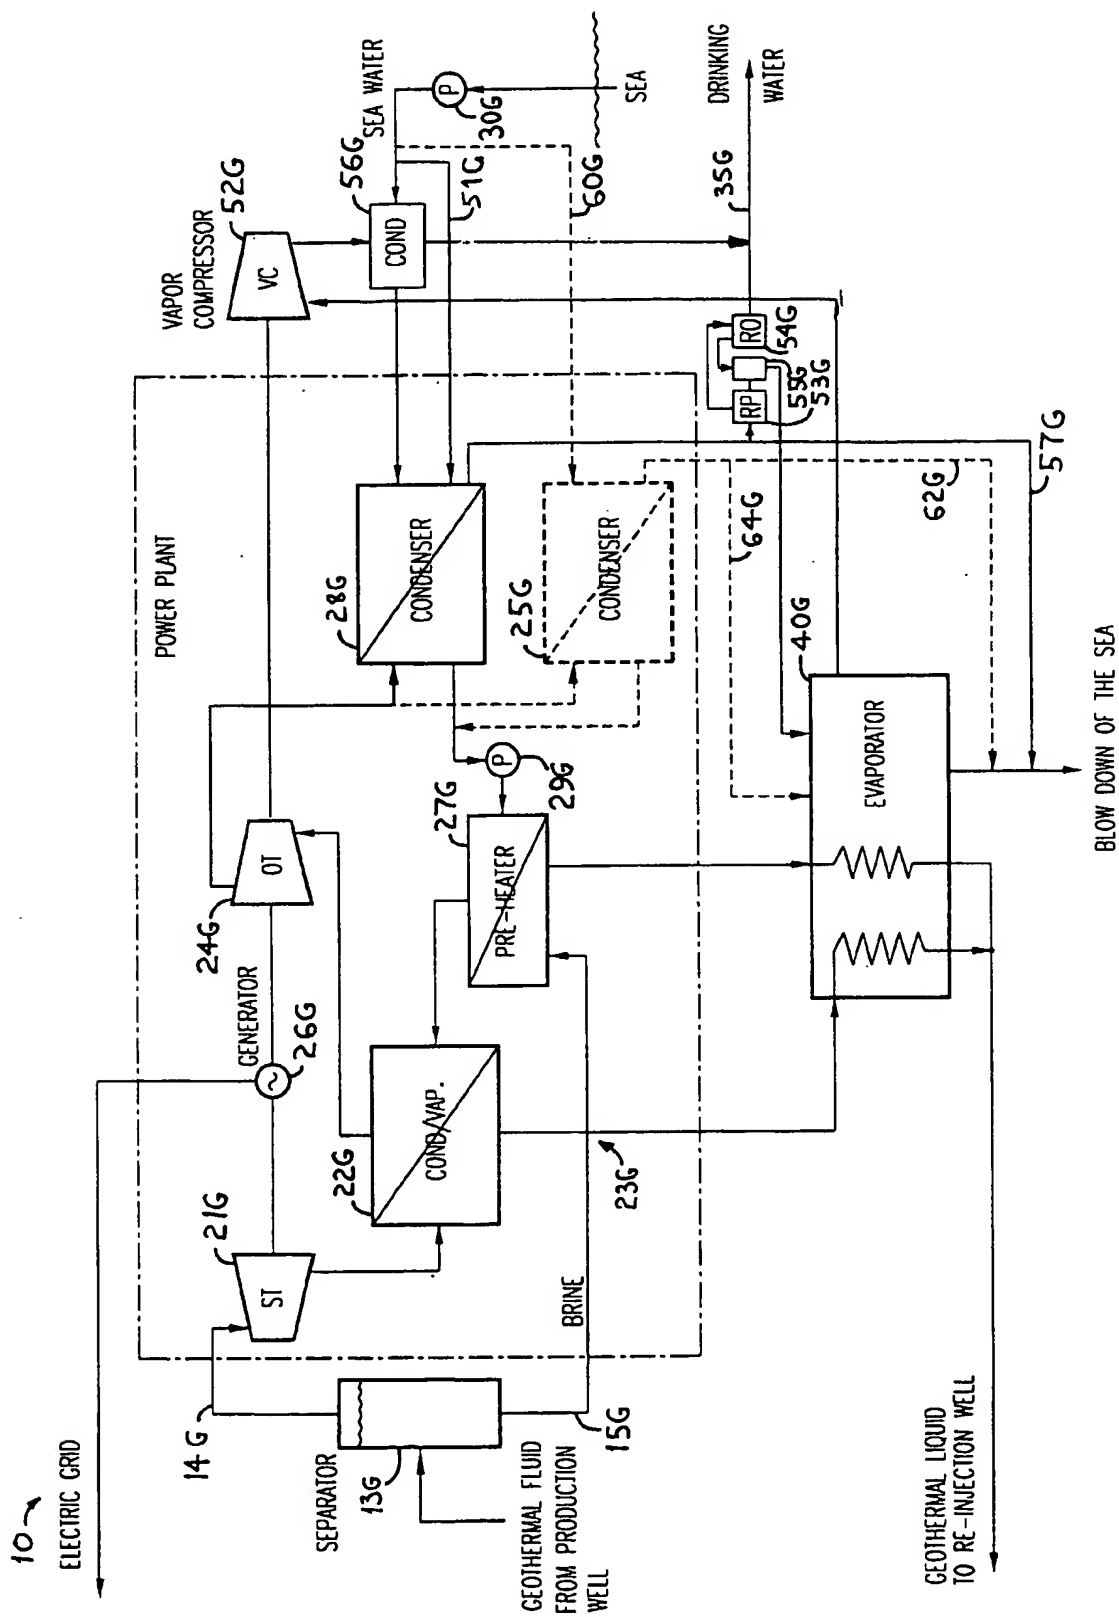 10
ELECTRIC GRID
14G
SEPARATOR
13G
GEOTHERMAL FLUID
FROM PRODUCTION
WELL
15G
BRINE
GEOTHERMAL LIQUID
TO RE-INJECTION WELL
POWER PLANT
21G
ST
GENERATOR
26G
24G
OT
22G
COND/VAP.
23G
27G
PRE-HEATER
P
29G
28G
CONDENSER
25G
CONDENSER
VAPOR
COMPRESSOR
52G
VC
56G
COND
SEA WATER
P
30G
SEA
51G
60G
DRINKING
WATER
35G
RO
54G
55G
53G
RP
57G
62G
64G
40G
EVAPORATOR
BLOW DOWN OF THE SEA